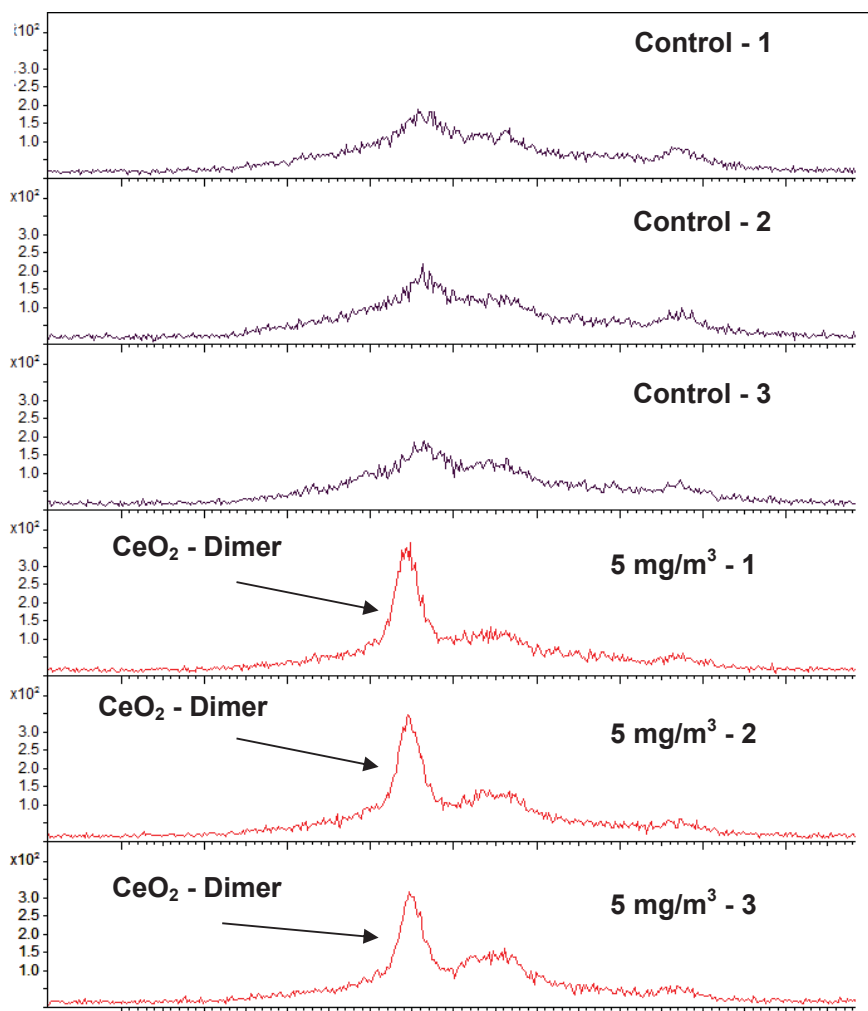 x10²
Control - 1
3.0
2.5
2.0
1.5
1.0
x10²
Control - 2
3.0
2.5
2.0
1.5
1.0
x10²
Control - 3
3.0
2.5
2.0
1.5
1.0
x10²
CeO₂ - Dimer
5 mg/m³ - 1
3.0
2.5
2.0
1.5
1.0
x10²
CeO₂ - Dimer
5 mg/m³ - 2
3.0
2.5
2.0
1.5
1.0
x10²
CeO₂ - Dimer
5 mg/m³ - 3
3.0
2.5
2.0
1.5
1.0